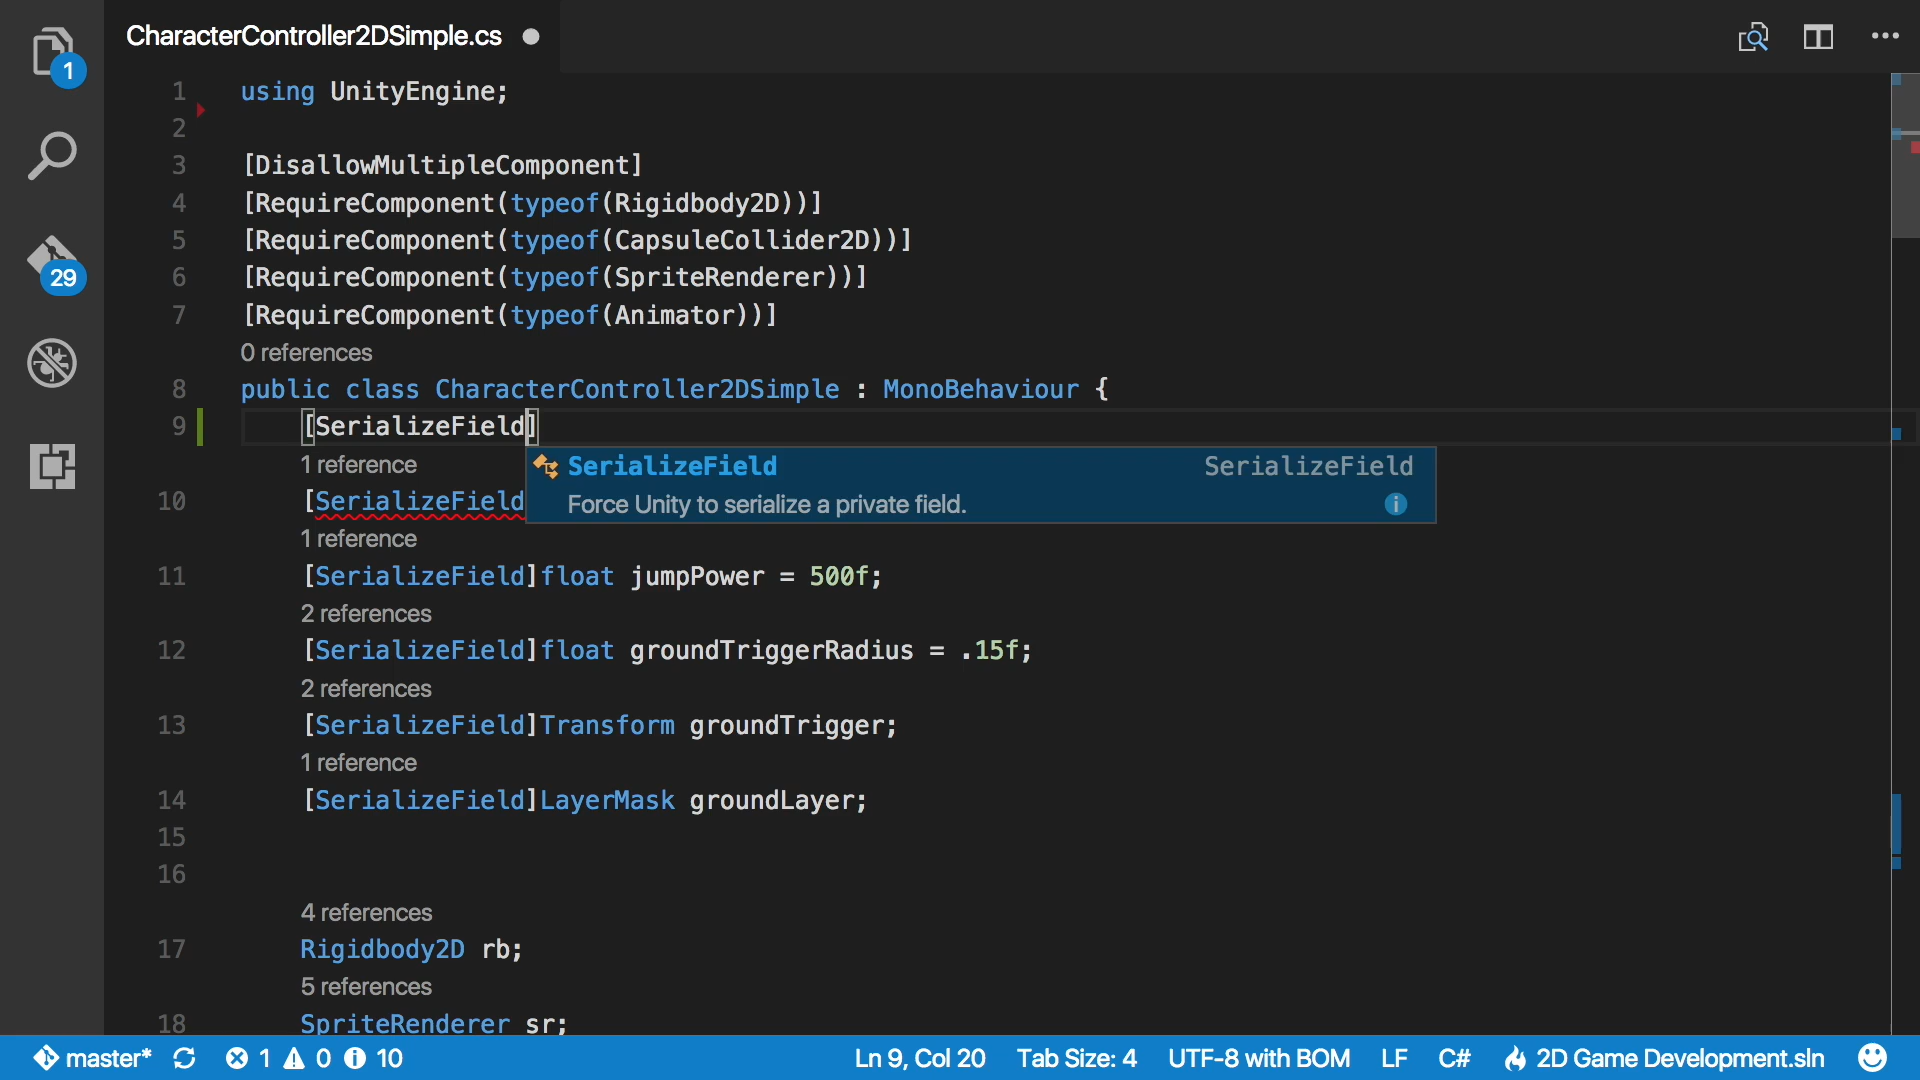 CharacterController2DSimple.cs
1
29
1 using UnityEngine;
2
3 [DisallowMultipleComponent]
4 [RequireComponent(typeof(Rigidbody2D))]
5 [RequireComponent(typeof(CapsuleCollider2D))]
6 [RequireComponent(typeof(SpriteRenderer))]
7 [RequireComponent(typeof(Animator))]
0 references
8 public class CharacterController2DSimple : MonoBehaviour {
9 [SerializeField]
1 reference
SerializeField SerializeField
10 [SerializeField
Force Unity to serialize a private field.
1 reference
11 [SerializeField]float jumpPower = 500f;
2 references
12 [SerializeField]float groundTriggerRadius = .15f;
2 references
13 [SerializeField]Transform groundTrigger;
1 reference
14 [SerializeField]LayerMask groundLayer;
15
16
4 references
17 Rigidbody2D rb;
5 references
18 SpriteRenderer sr;
master* 1 0 10 Ln 9, Col 20 Tab Size: 4 UTF-8 with BOM LF C# 2D Game Development.sln